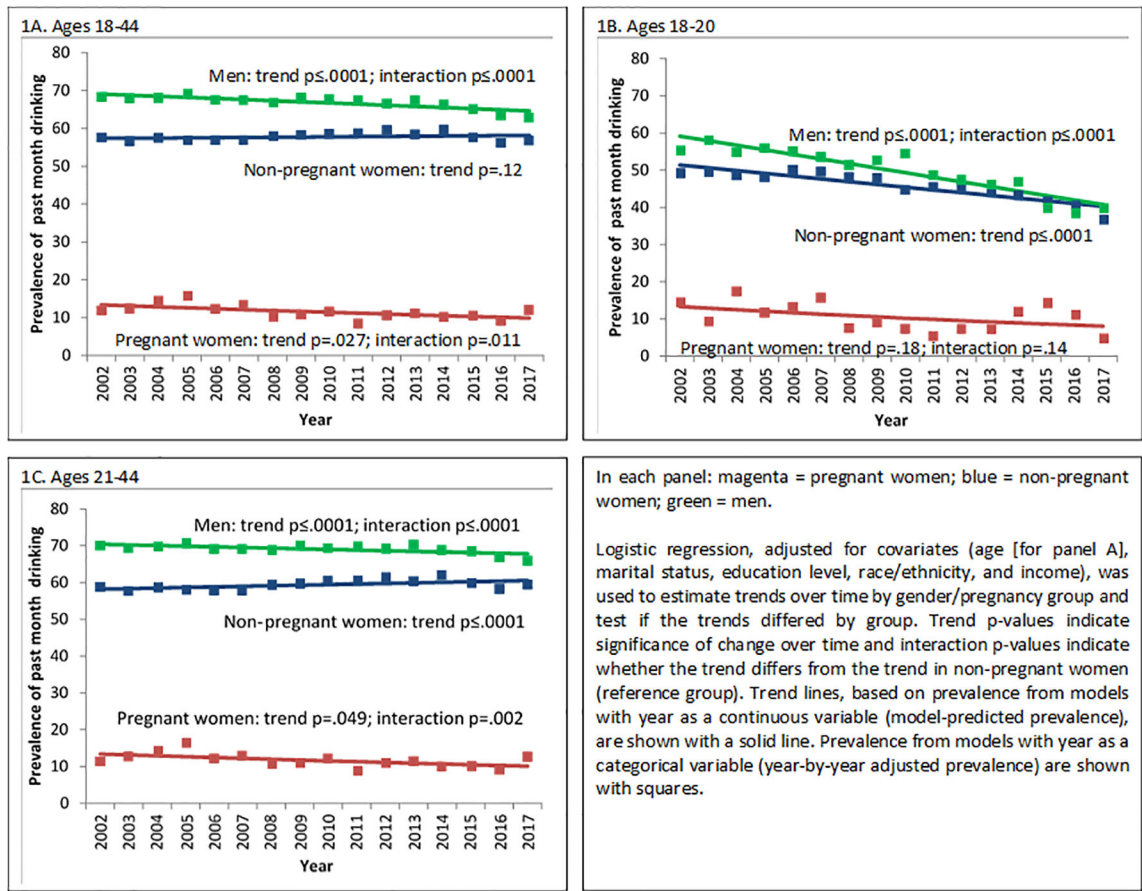 1A. Ages 18-44
80
70
60
50
40
30
20
10
0
Prevalence of past month drinking
Men: trend p≤.0001; interaction p≤.0001
Non-pregnant women: trend p=.12
Pregnant women: trend p=.027; interaction p=.011
2002 2003 2004 2005 2006 2007 2008 2009 2010 2011 2012 2013 2014 2015 2016 2017
Year
1B. Ages 18-20
80
70
60
50
40
30
20
10
0
Prevalence of past month drinking
Men: trend p≤.0001; interaction p≤.0001
Non-pregnant women: trend p≤.0001
Pregnant women: trend p=.18; interaction p=.14
2002 2003 2004 2005 2006 2007 2008 2009 2010 2011 2012 2013 2014 2015 2016 2017
Year
1C. Ages 21-44
80
70
60
50
40
30
20
10
0
Prevalence of past month drinking
Men: trend p≤.0001; interaction p≤.0001
Non-pregnant women: trend p≤.0001
Pregnant women: trend p=.049; interaction p=.002
2002 2003 2004 2005 2006 2007 2008 2009 2010 2011 2012 2013 2014 2015 2016 2017
Year
In each panel: magenta = pregnant women; blue = non-pregnant
women; green = men.
Logistic regression, adjusted for covariates (age [for panel A],
marital status, education level, race/ethnicity, and income), was
used to estimate trends over time by gender/pregnancy group and
test if the trends differed by group. Trend p-values indicate
significance of change over time and interaction p-values indicate
whether the trend differs from the trend in non-pregnant women
(reference group). Trend lines, based on prevalence from models
with year as a continuous variable (model-predicted prevalence),
are shown with a solid line. Prevalence from models with year as a
categorical variable (year-by-year adjusted prevalence) are shown
with squares.